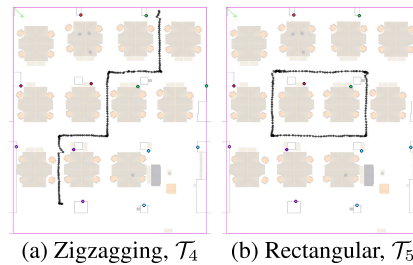 (a) Zigzagging, 𝒯₄
(b) Rectangular, 𝒯₅